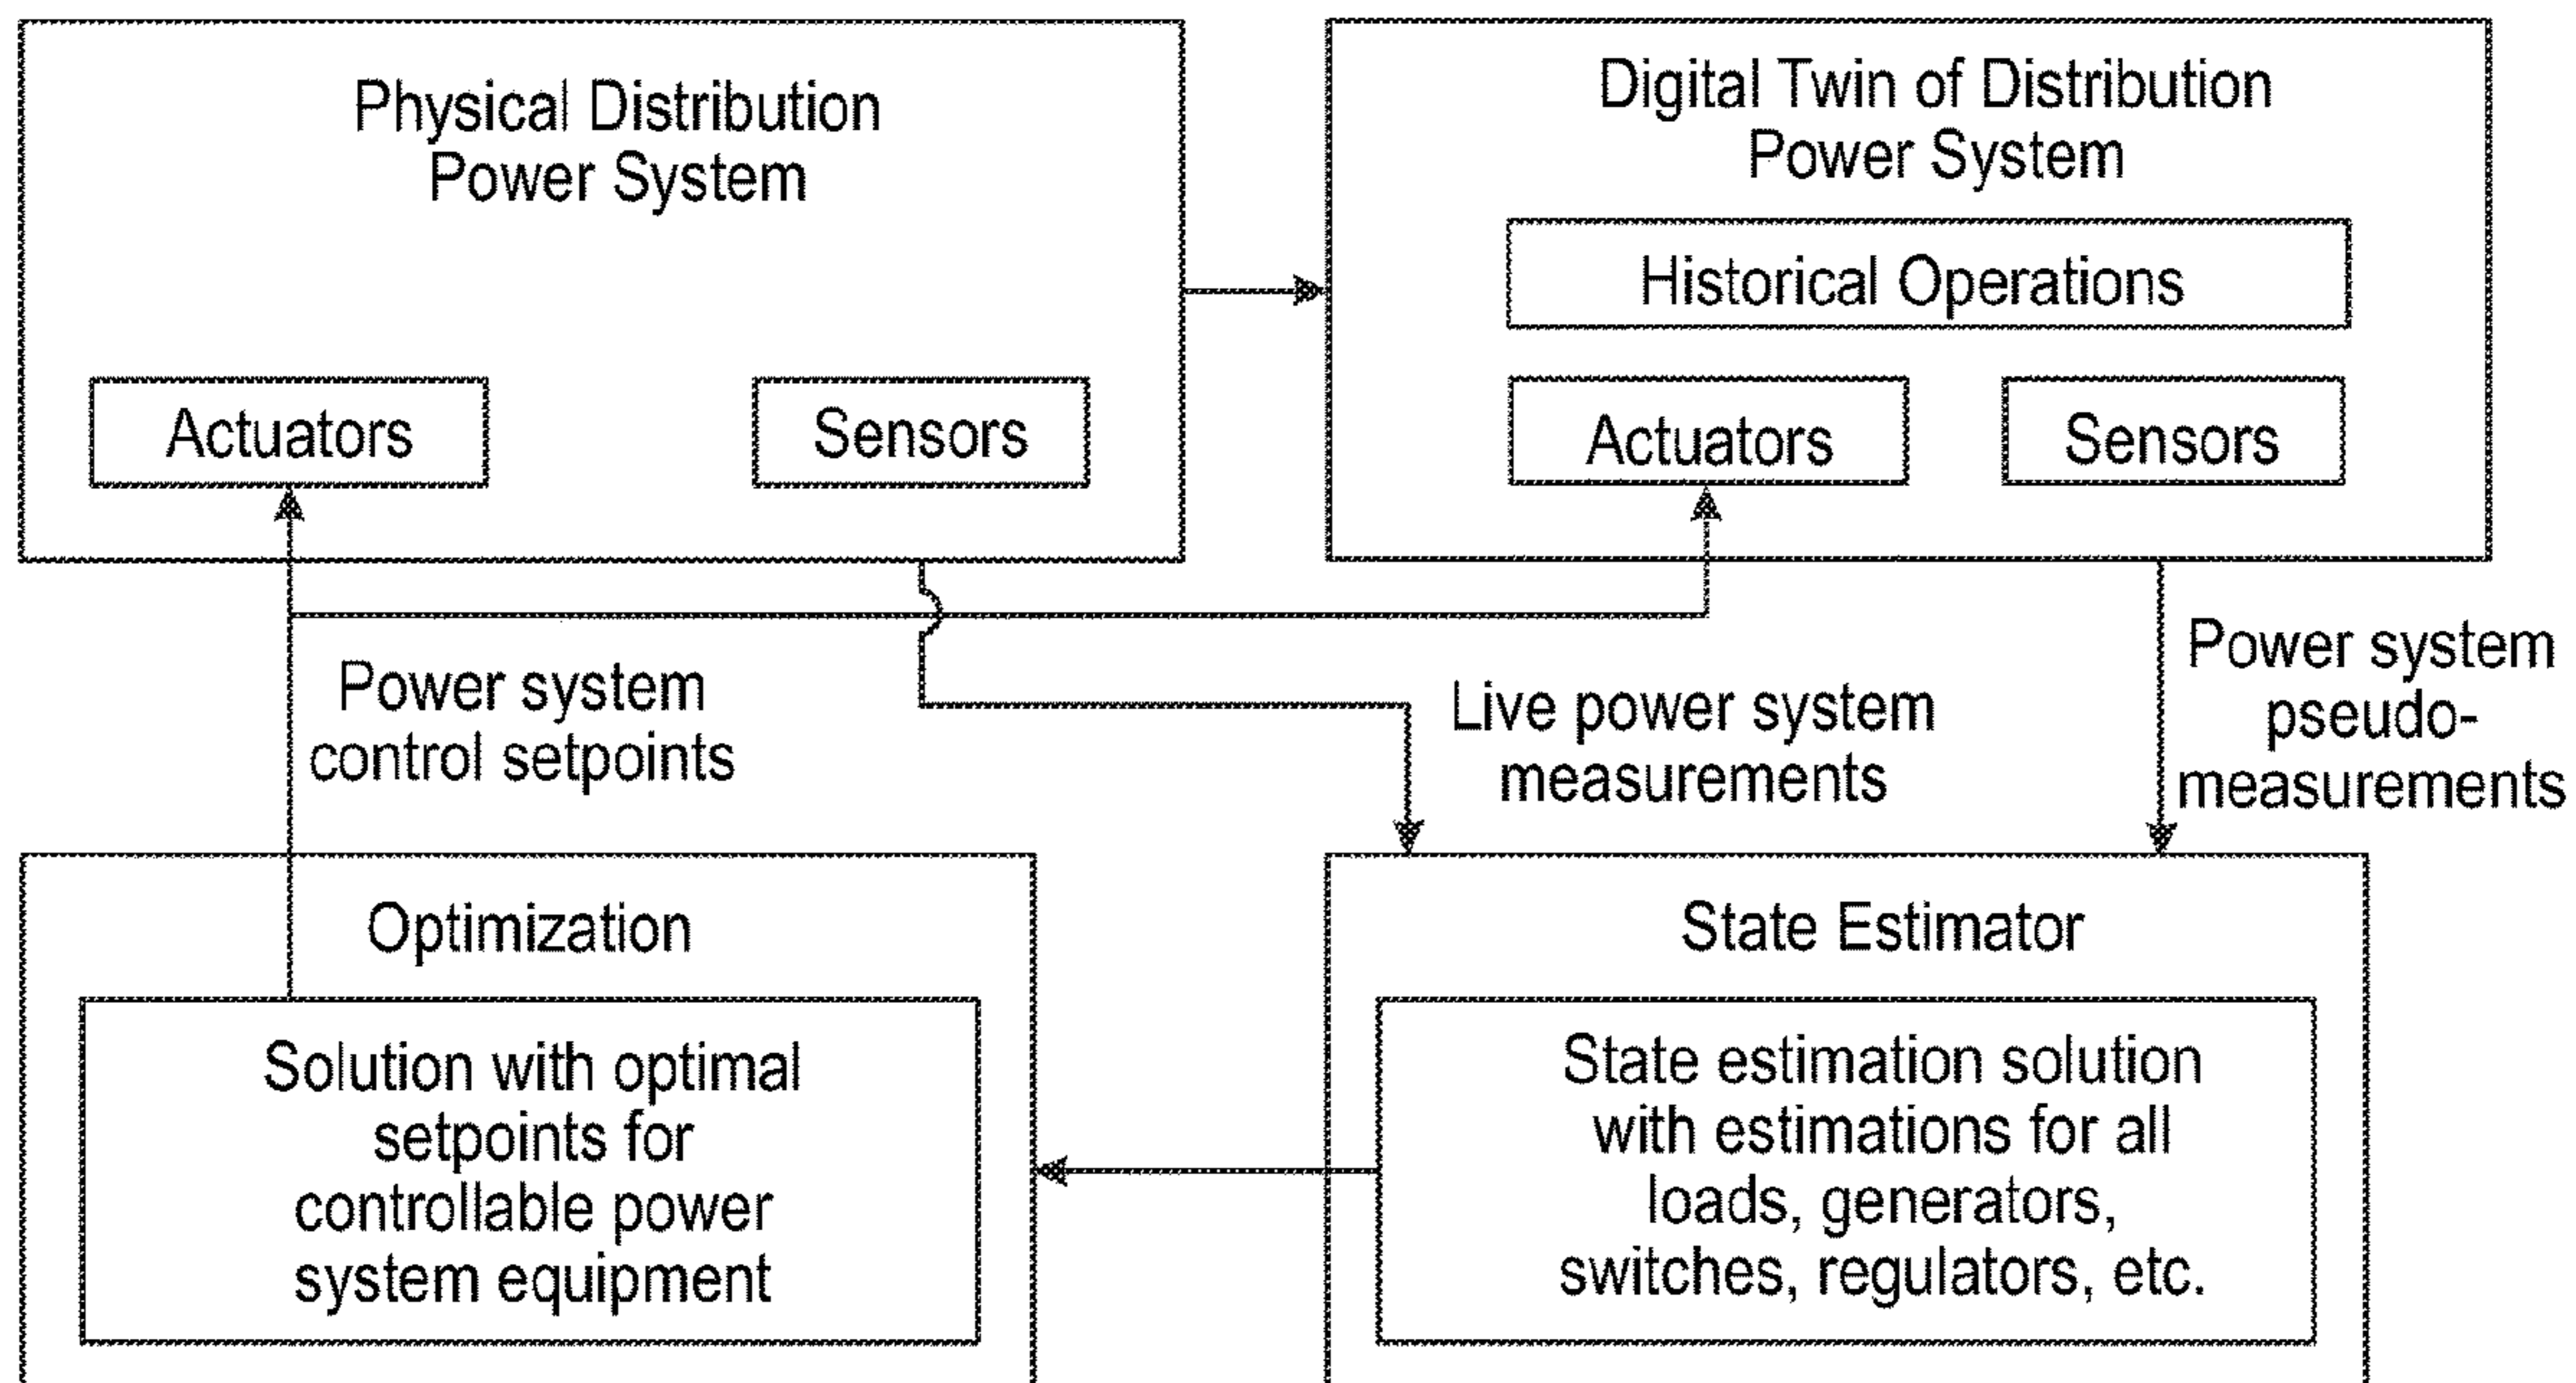 Physical Distribution
Power System
Actuators
Sensors
Digital Twin of Distribution
Power System
Historical Operations
Actuators
Sensors
Power system
control setpoints
Live power system
measurements
Power system
pseudo-
measurements
Optimization
Solution with optimal
setpoints for
controllable power
system equipment
State Estimator
State estimation solution
with estimations for all
loads, generators,
switches, regulators, etc.